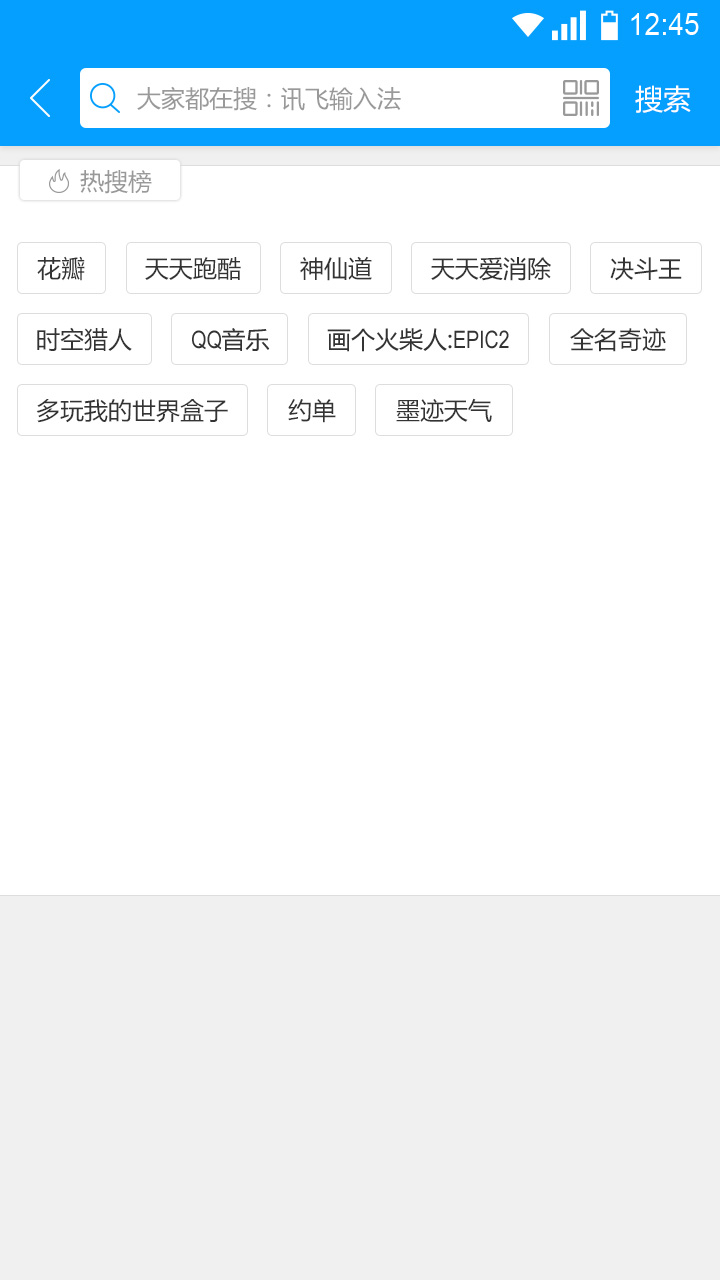 12:45
大家都在搜：讯飞输入法 搜索
热搜榜
花瓣 天天跑酷 神仙道 天天爱消除 决斗王
时空猎人 QQ音乐 画个火柴人:EPIC2 全名奇迹
多玩我的世界盒子 约单 墨迹天气